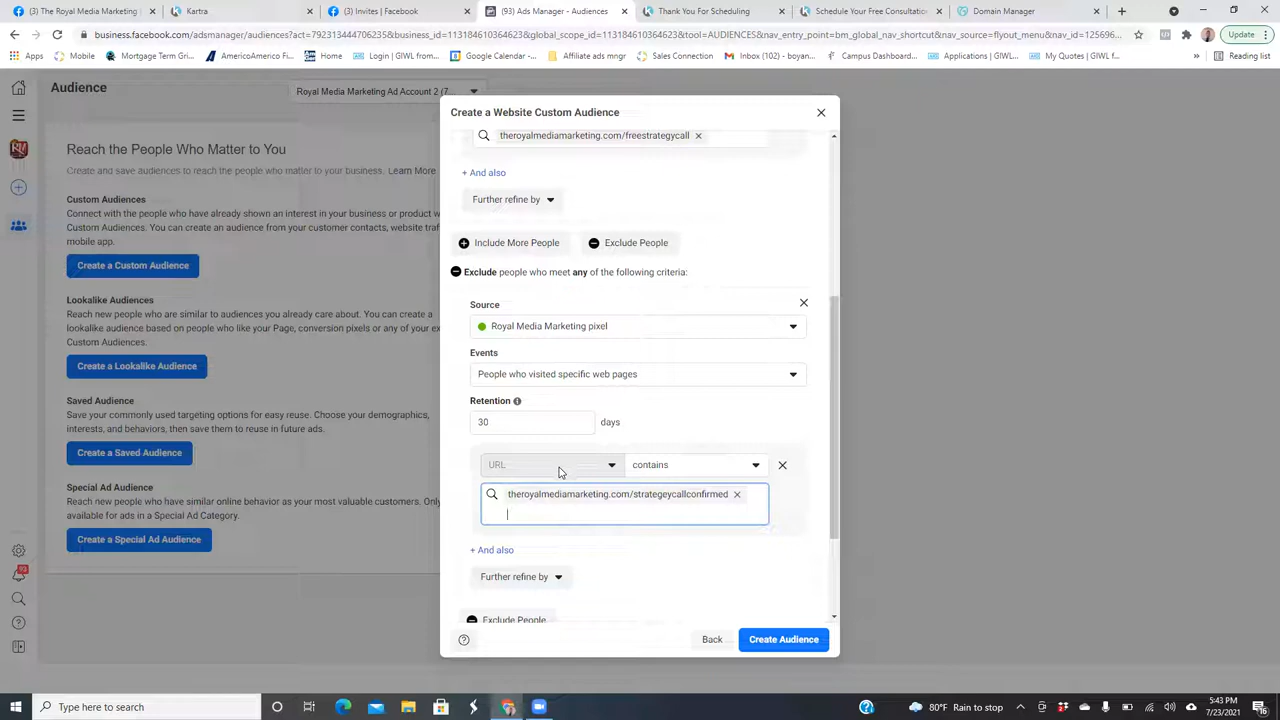 (3) The Royal Media Marketing
Kartra
(3) Invites | Facebook
(93) Ads Manager - Audiences
Thank You For Scheduling
Schedule Your Free Consultation
Domain Manager
business.facebook.com/adsmanager/audiences?act=792313444706235&business_id=113184610364623&global_scope_id=113184610364623&tool=AUDIENCES&nav_entry_point=bm_global_nav_shortcut&nav_source=flyout_menu&nav_id=125696...
Update
Apps
Mobile
Mortgage Term Gri...
AmericoAmerico Fi...
Home
Log in | GIWL from...
Google Calendar -...
Affiliate ads mngr
Sales Connection
Inbox (702) - boyan...
Campus Dashboard...
Applications | GIWL...
My Quotes | GIWL f...
»
Reading list
Audience
Royal Media Marketing Ad Account 2 (7...
Reach the People Who Matter to You
Create and save audiences to reach the people who matter to your business. Learn More
Custom Audiences
Connect with the people who have already shown an interest in your business or product w
Custom Audiences. You can create an audience from your customer contacts, website traf
mobile app.
Create a Custom Audience
Lookalike Audiences
Reach new people who are similar to audiences you already care about. You can create a
lookalike audience based on people who like your Page, conversion pixels or any of your ex
Custom Audiences.
Create a Lookalike Audience
Saved Audience
Save your commonly used targeting options for easy reuse. Choose your demographics,
interests, and behaviors, then save them to reuse in future ads.
Create a Saved Audience
Special Ad Audience
Reach new people who have similar online behavior as your most valuable customers. Only
available for ads in a Special Ad Category.
Create a Special Ad Audience
93
Create a Website Custom Audience
theroyalmediamarketing.com/freestrategycall
+ And also
Further refine by
Include More People
Exclude People
Exclude people who meet any of the following criteria:
Source
Royal Media Marketing pixel
Events
People who visited specific web pages
Retention
30
days
URL
contains
theroyalmediamarketing.com/strategeycallconfirmed
+ And also
Further refine by
Exclude People
Back
Create Audience
Type here to search
80°F Rain to stop
5:43 PM
7/23/2021